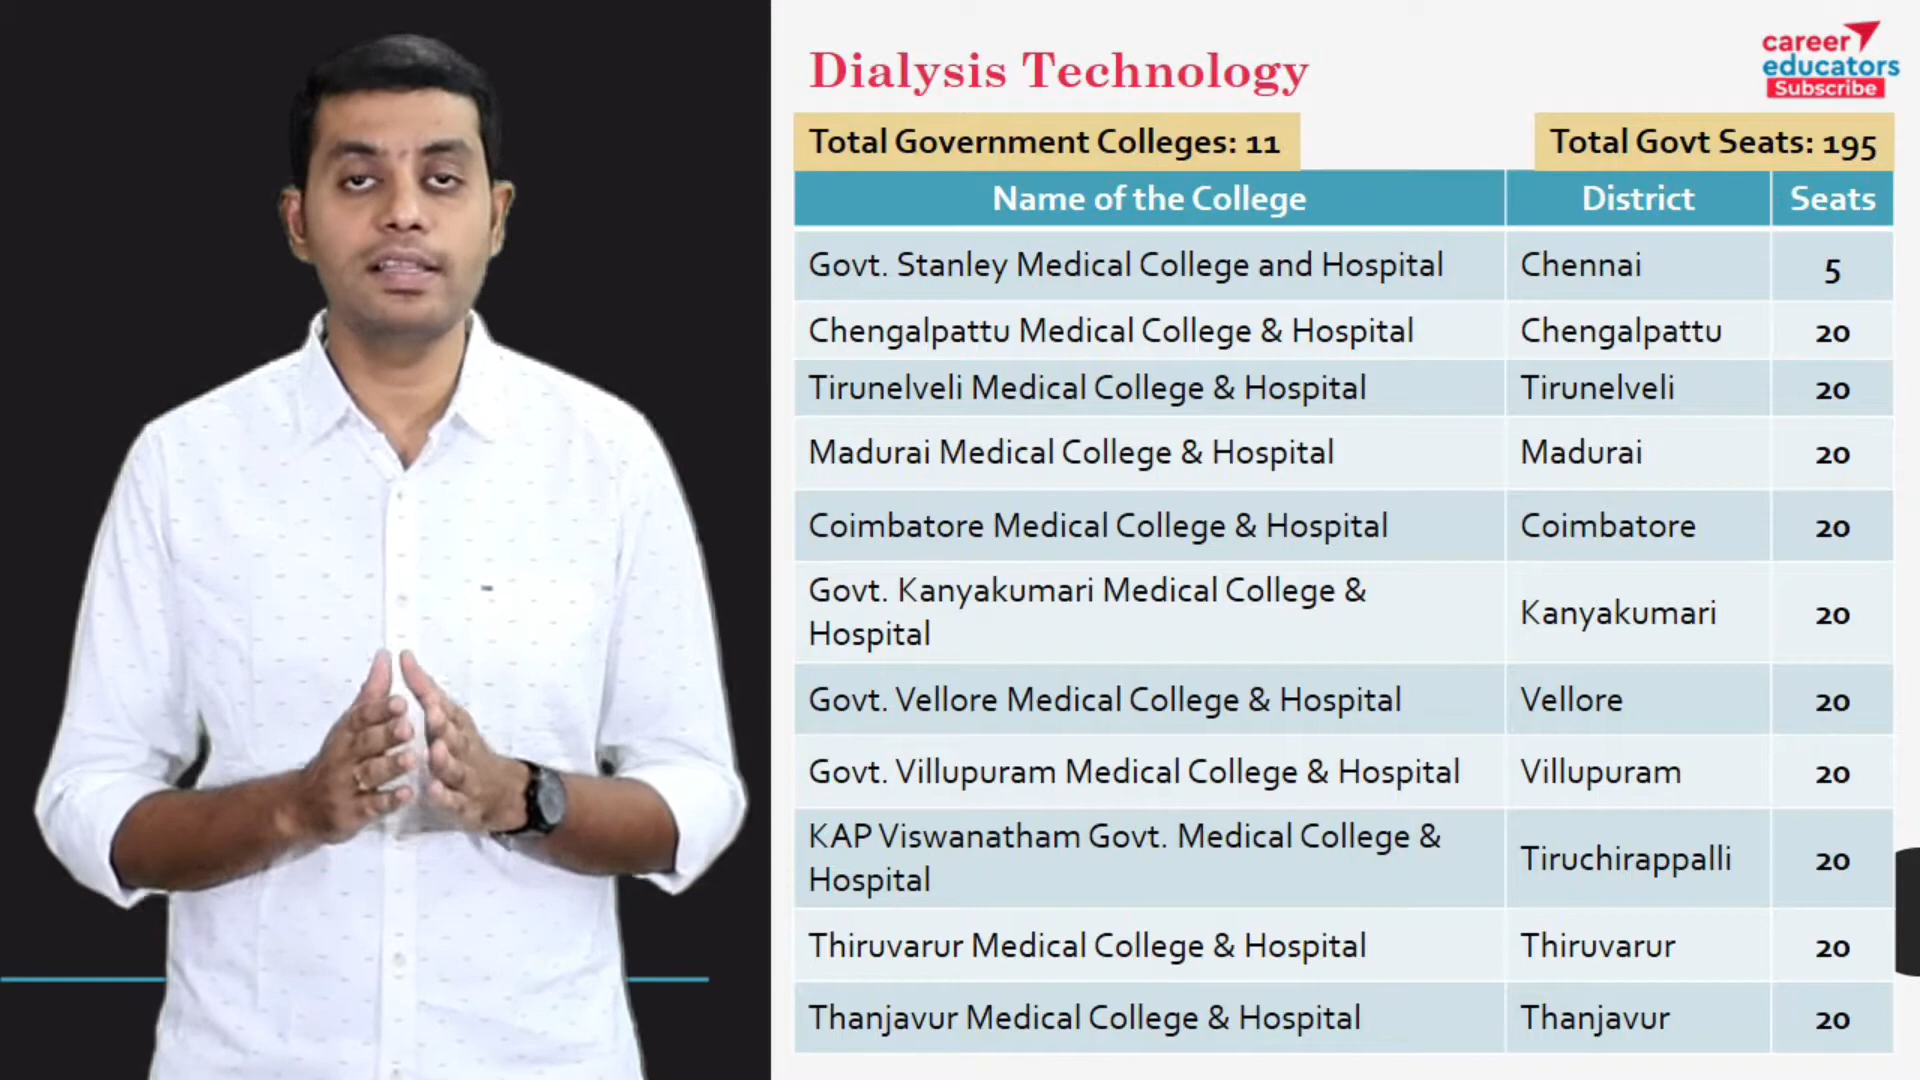 Dialysis Technology
career
educators
Subscribe
Total Government Colleges: 11
Total Govt Seats: 195
Name of the College District Seats
Govt. Stanley Medical College and Hospital Chennai 5
Chengalpattu Medical College & Hospital Chengalpattu 20
Tirunelveli Medical College & Hospital Tirunelveli 20
Madurai Medical College & Hospital Madurai 20
Coimbatore Medical College & Hospital Coimbatore 20
Govt. Kanyakumari Medical College &
Hospital Kanyakumari 20
Govt. Vellore Medical College & Hospital Vellore 20
Govt. Villupuram Medical College & Hospital Villupuram 20
KAP Viswanatham Govt. Medical College &
Hospital Tiruchirappalli 20
Thiruvarur Medical College & Hospital Thiruvarur 20
Thanjavur Medical College & Hospital Thanjavur 20